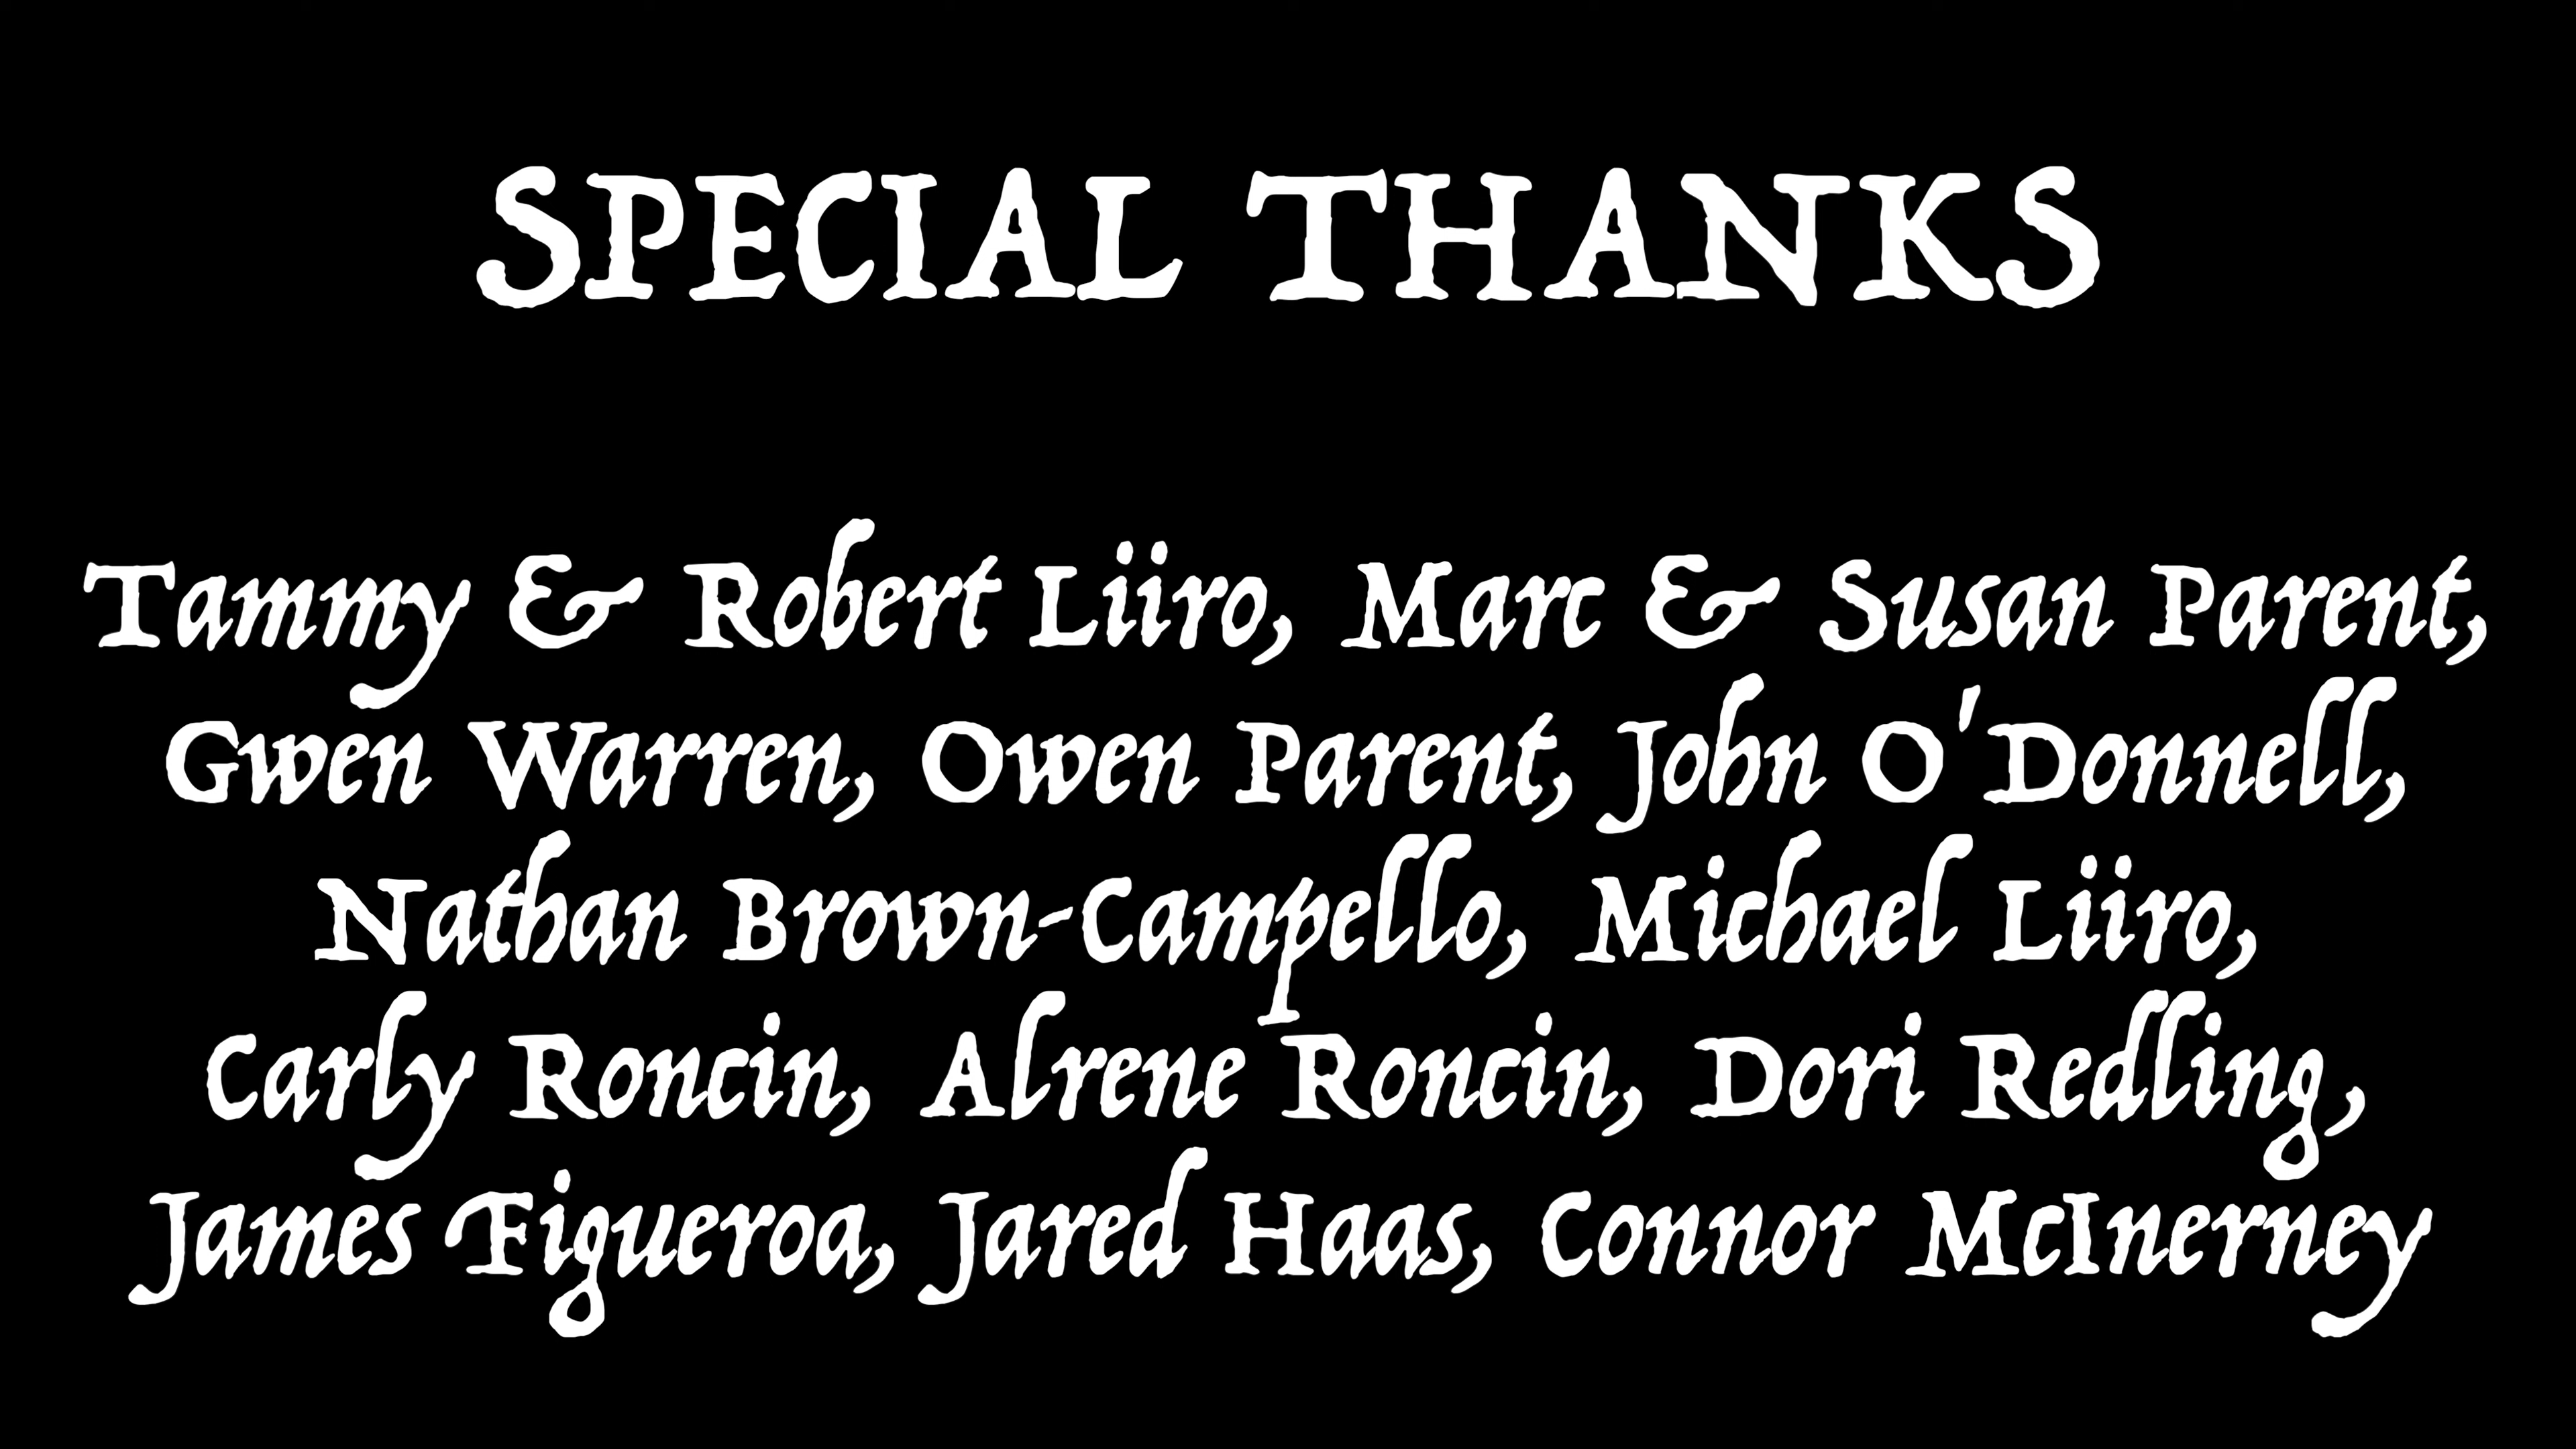 SPECIAL THANKS
Tammy & Robert Liiro, Marc & Susan Parent,
Gwen Warren, Owen Parent, John O'Donnell,
Nathan Brown-Campello, Michael Liiro,
Carly Roncin, Alrene Roncin, Dori Redling,
James Figueroa, Jared Haas, Connor McInerney